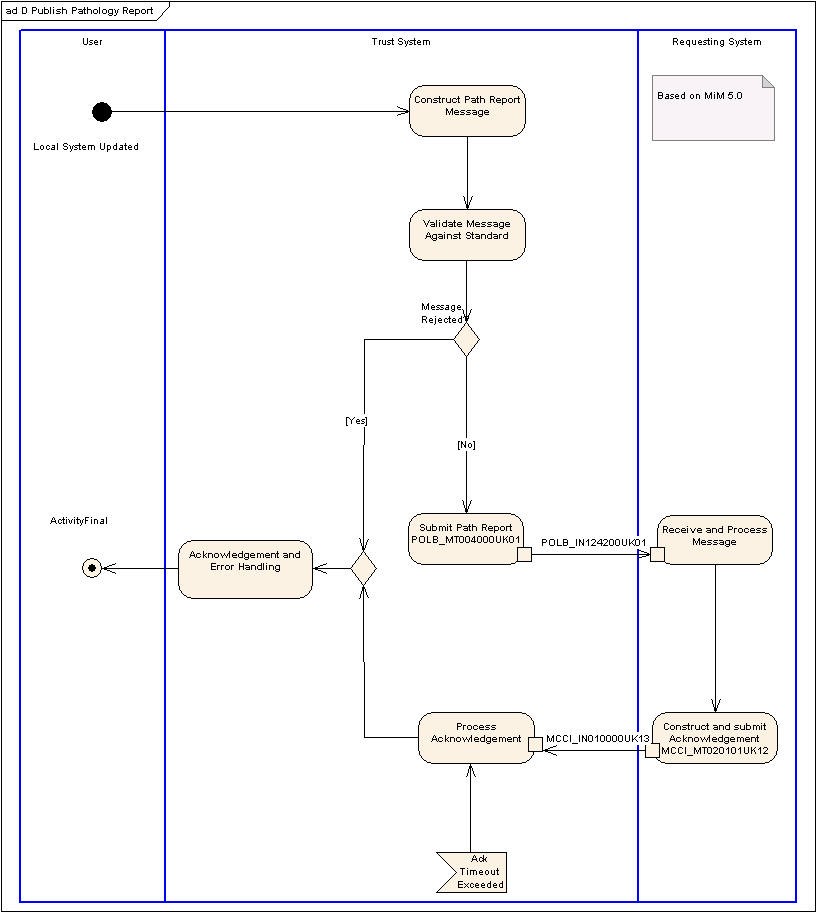 ad D Publish Pathology Report
User
Trust System
Requesting System
Based on MiM 5.0
Construct Path Report
Message
Local System Updated
Validate Message
Against Standard
Message
Rejected
[Yes]
[No]
ActivityFinal
Submit Path Report
POLB_MT004000UK01
POLB_IN124200UK01
Receive and Process
Message
Acknowledgement and
Error Handling
Process
Acknowledgement
MCCI_IN010000UK13
Construct and submit
Acknowledgement
MCCI_MT020101UK12
Ack
Timeout
Exceeded